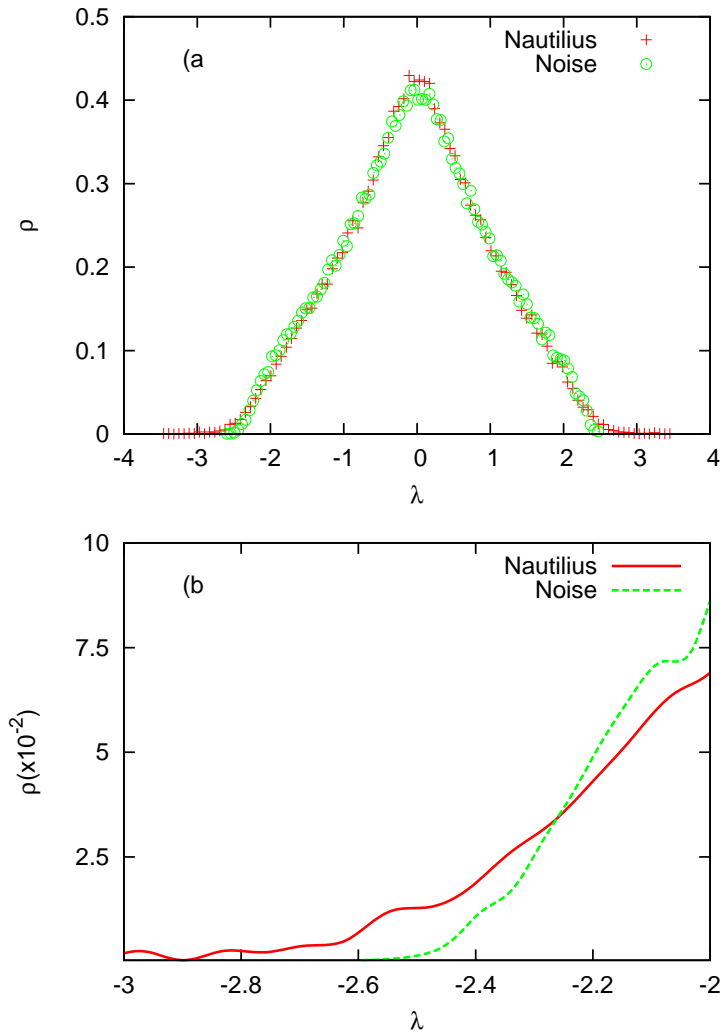 0.5
(a
Nautilius
Noise
0.4
0.3
ρ
0.2
0.1
0
-4 -3 -2 -1 0 1 2 3 4
λ
10
(b
Nautilius
Noise
7.5
ρ(x10⁻²)
5
2.5
-3 -2.8 -2.6 -2.4 -2.2 -2
λ